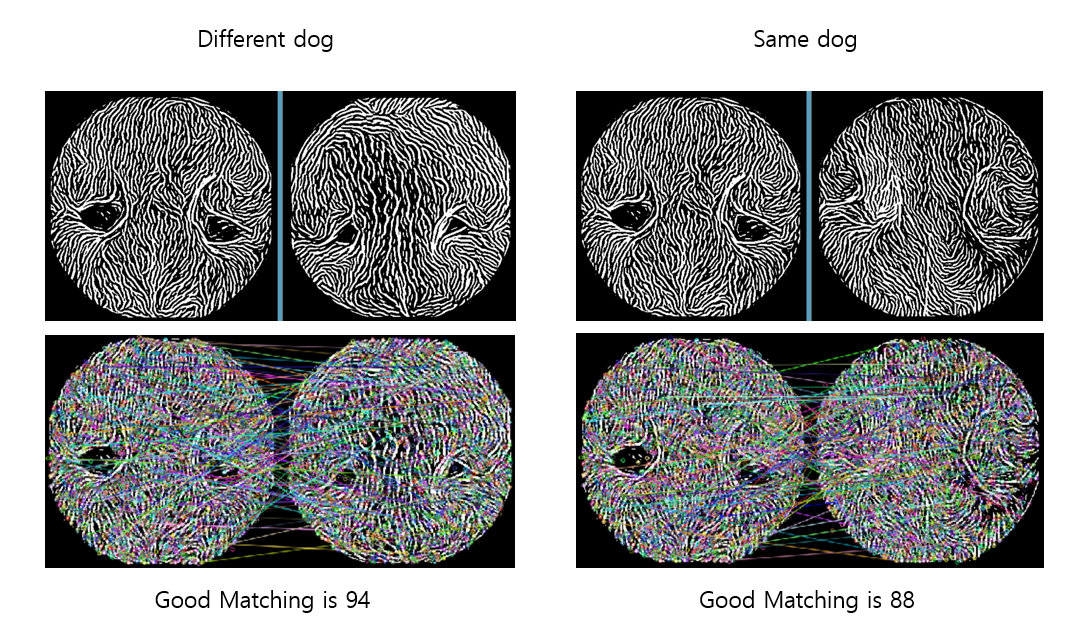 Different dog
Same dog
Good Matching is 94
Good Matching is 88